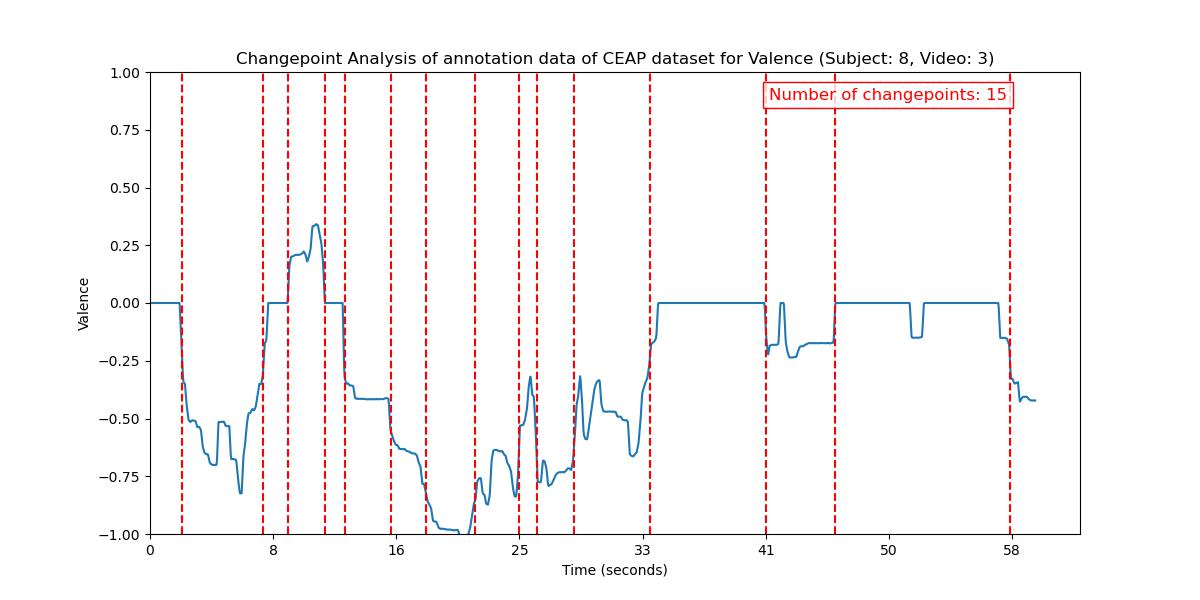 Changepoint Analysis of annotation data of CEAP dataset for Valence (Subject: 8, Video: 3)
Number of changepoints: 15
Valence
1.00
0.75
0.50
0.25
0.00
−0.25
−0.50
−0.75
−1.00
0 8 16 25 33 41 50 58
Time (seconds)